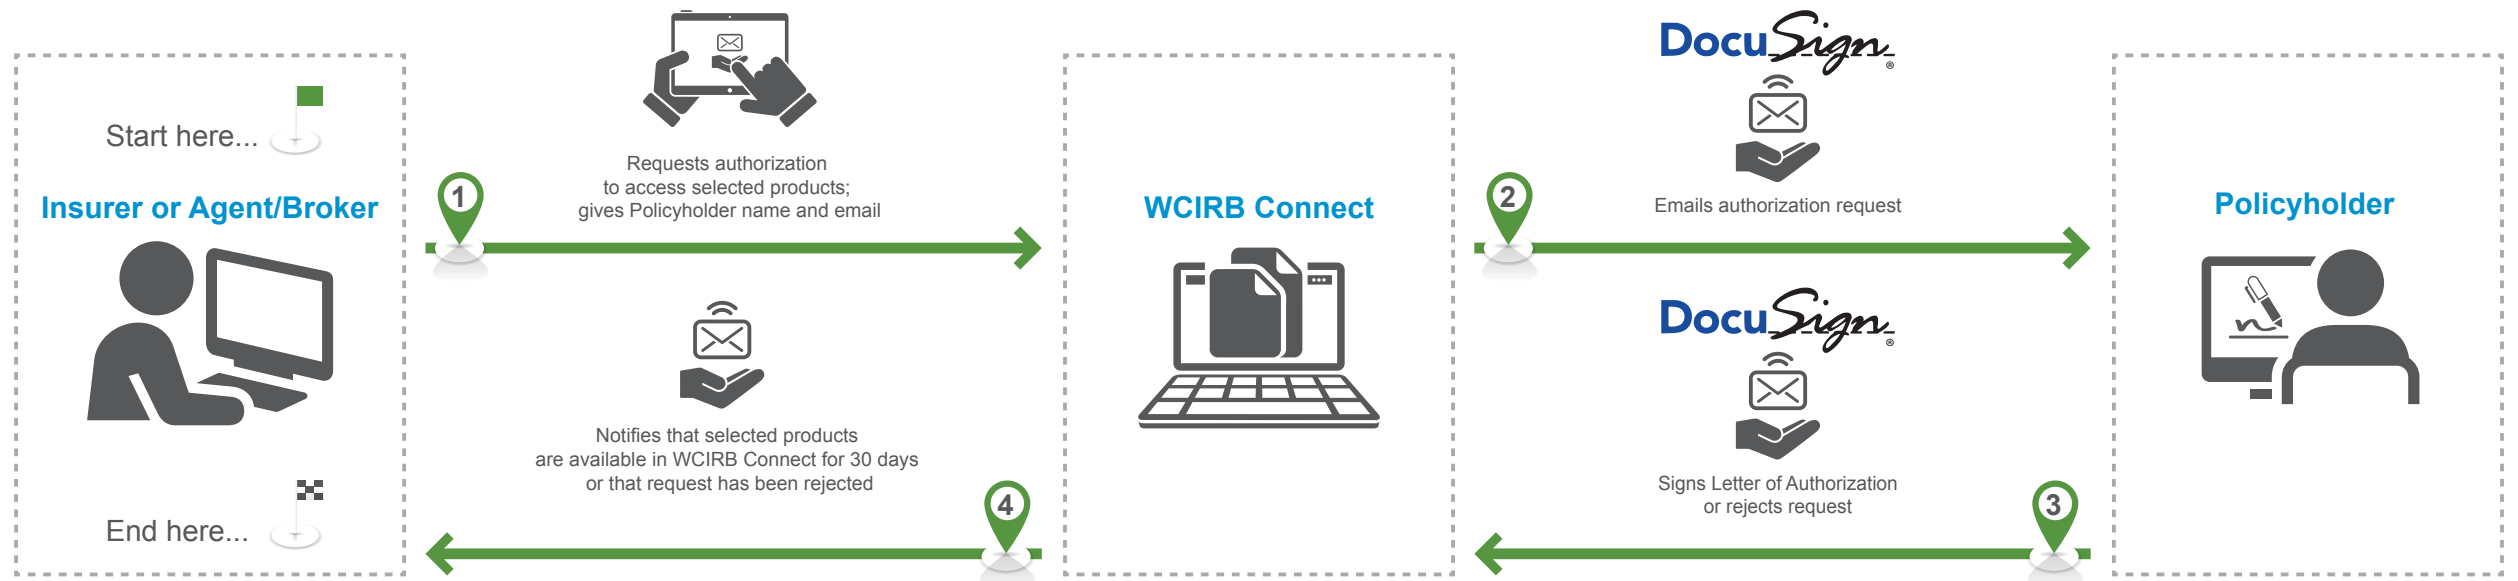 Start here...
Insurer or Agent/Broker
End here...
1
Requests authorization
to access selected products;
gives Policyholder name and email
WCIRB Connect
DocuSign®
2
Emails authorization request
Policyholder
DocuSign®
Signs Letter of Authorization
or rejects request
3
Notifies that selected products
are available in WCIRB Connect for 30 days
or that request has been rejected
4